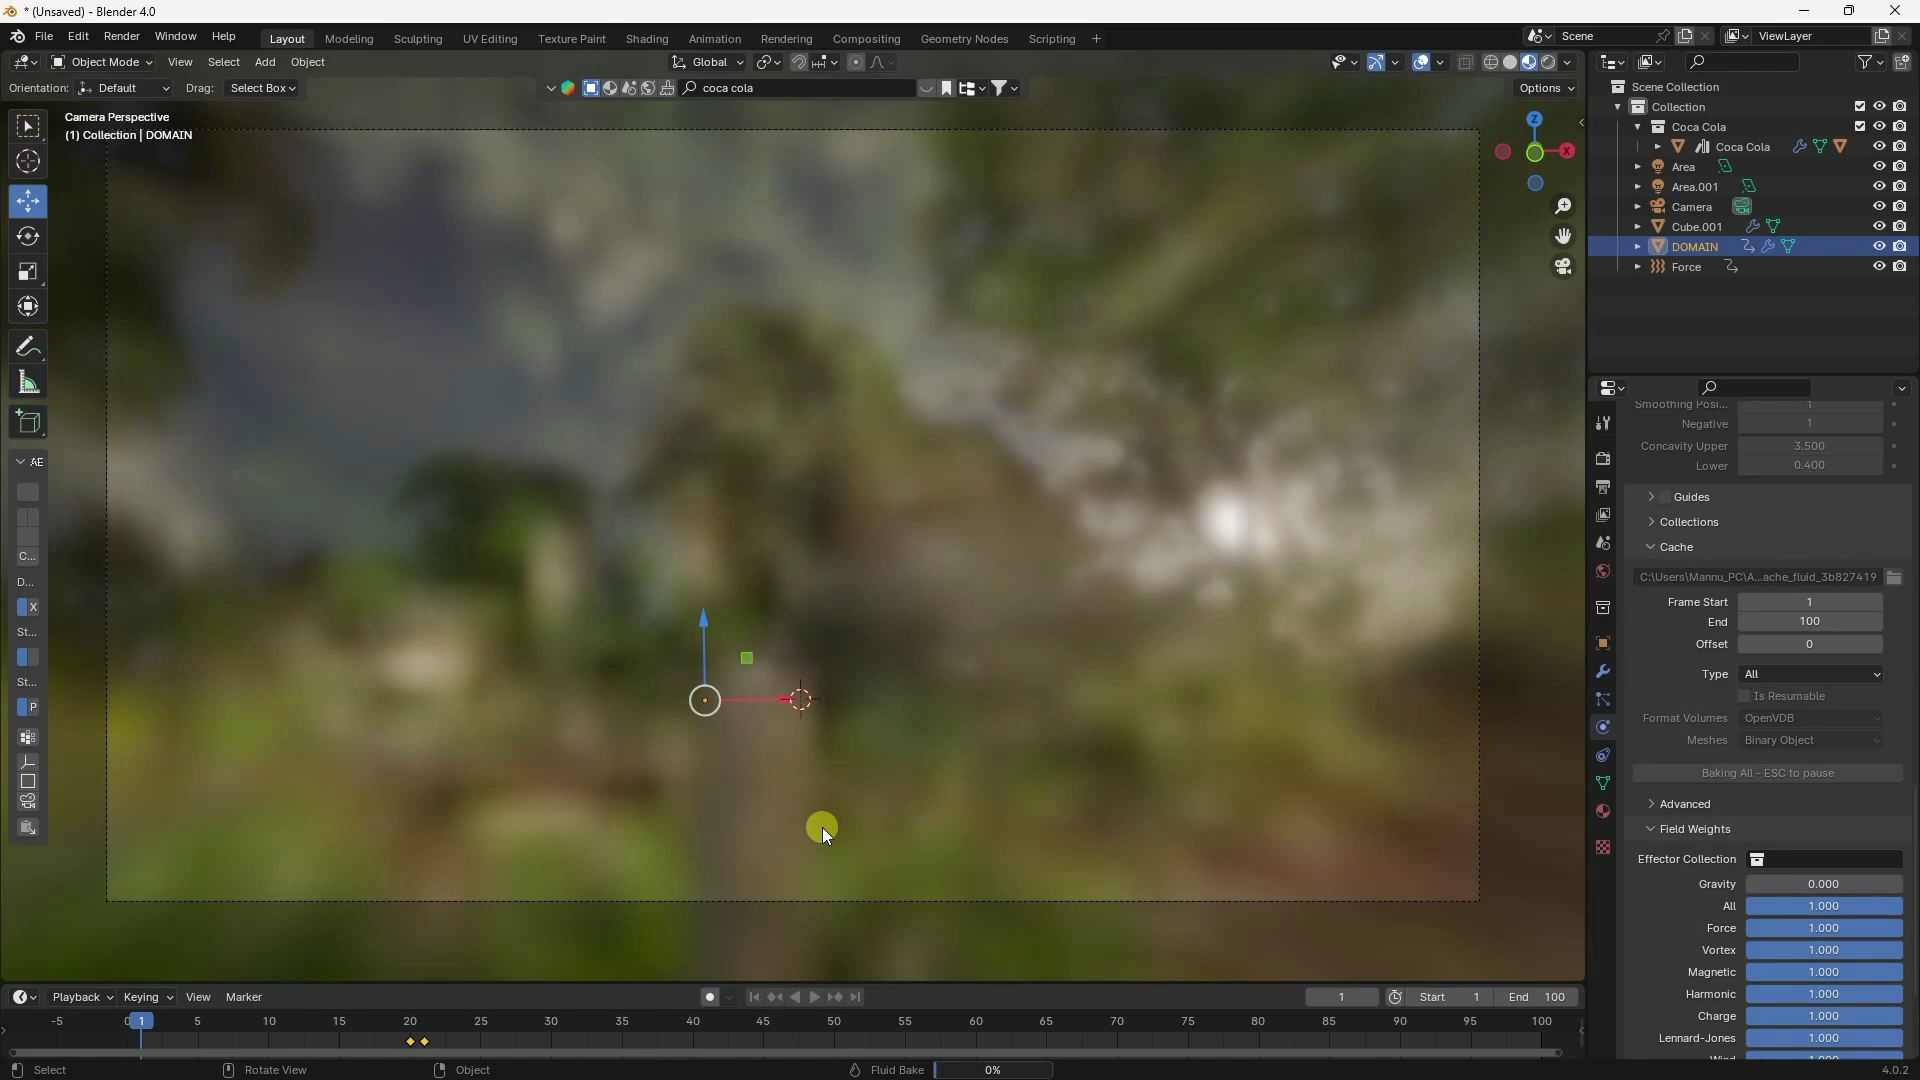 * (Unsaved) - Blender 4.0
File Edit Render Window Help
Layout Modeling Sculpting UV Editing Texture Paint Shading Animation Rendering Compositing Geometry Nodes Scripting +
Scene
ViewLayer
Object Mode View Select Add Object
Global
Orientation: Default Drag: Select Box
coca cola
Options
Camera Perspective
(1) Collection | DOMAIN
Z
X
Scene Collection
Collection
Coca Cola
Coca Cola
Area
Area.001
Camera
Cube.001
DOMAIN
Force
AE
C...
D...
X
St...
St...
P
Negative 1
Concavity Upper 3.500
Lower 0.400
Guides
Collections
Cache
C:\Users\Mannu_PC\A...ache_fluid_3b827419
Frame Start 1
End 100
Offset 0
Type All
Is Resumable
Format Volumes OpenVDB
Meshes Binary Object
Baking All - ESC to pause
Advanced
Field Weights
Effector Collection
Gravity 0.000
All 1.000
Force 1.000
Vortex 1.000
Magnetic 1.000
Harmonic 1.000
Charge 1.000
Lennard-Jones 1.000
Playback Keying View Marker
1
Start 1 End 100
-5 0 1 5 10 15 20 25 30 35 40 45 50 55 60 65 70 75 80 85 90 95 100
Select Rotate View Object Fluid Bake 0% 4.0.2